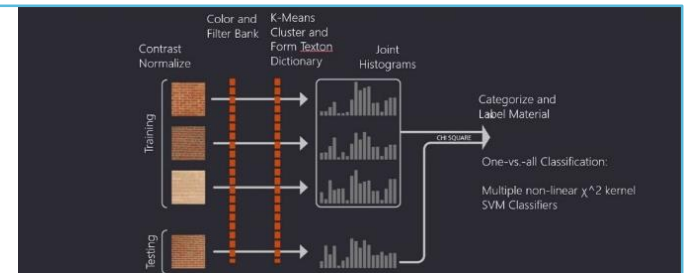 Color and
Filter Bank
K-Means
Cluster and
Form Texton
Dictionary
Contrast
Normalize
Joint
Histograms
Training
Testing
CHI SQUARE
Categorize and
Label Material
One-vs.-all Classification:
Multiple non-linear χ^2 kernel
SVM Classifiers